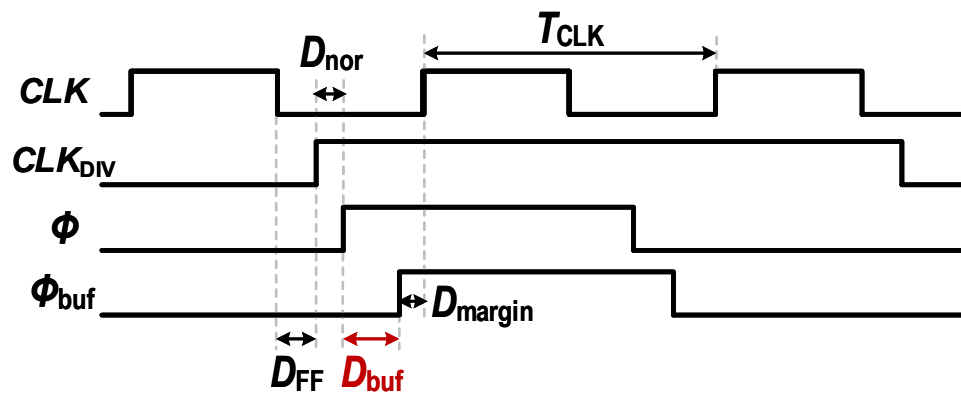 T_CLK
D_nor
CLK
CLK_DIV
Φ
Φ_buf
D_margin
D_FF
D_buf